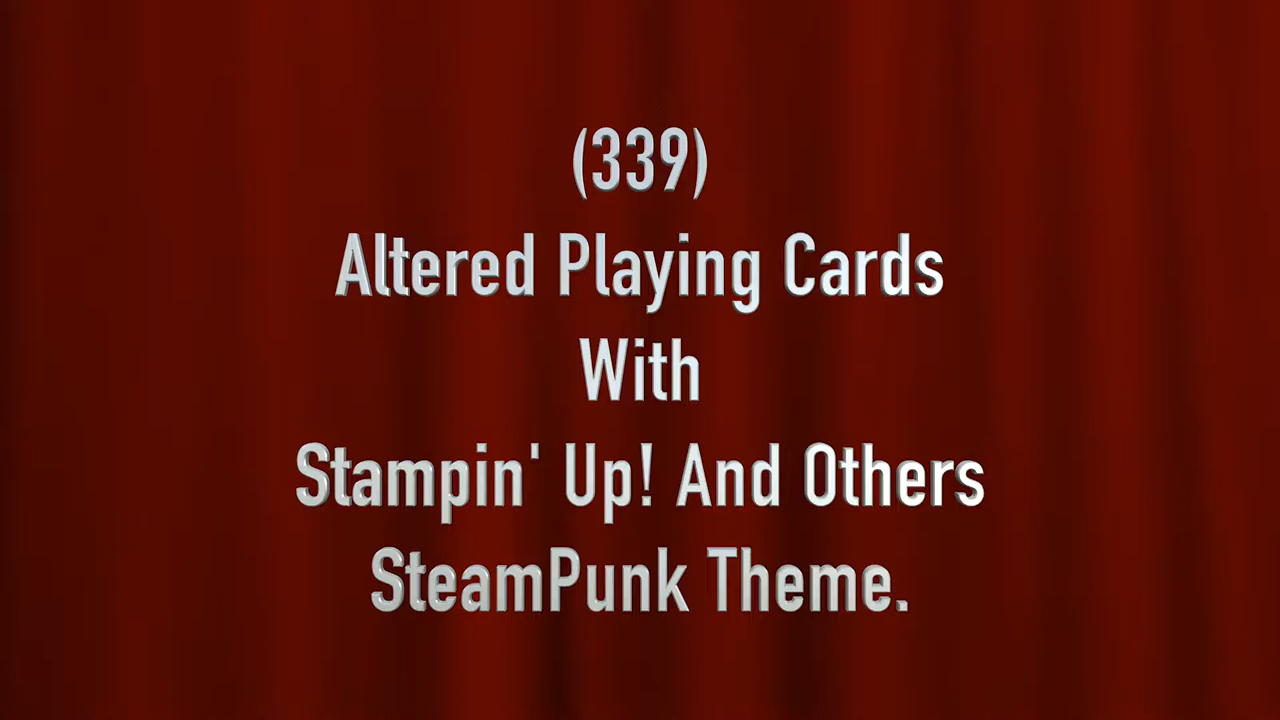 (339)
Altered Playing Cards
With
Stampin' Up! And Others
SteamPunk Theme.